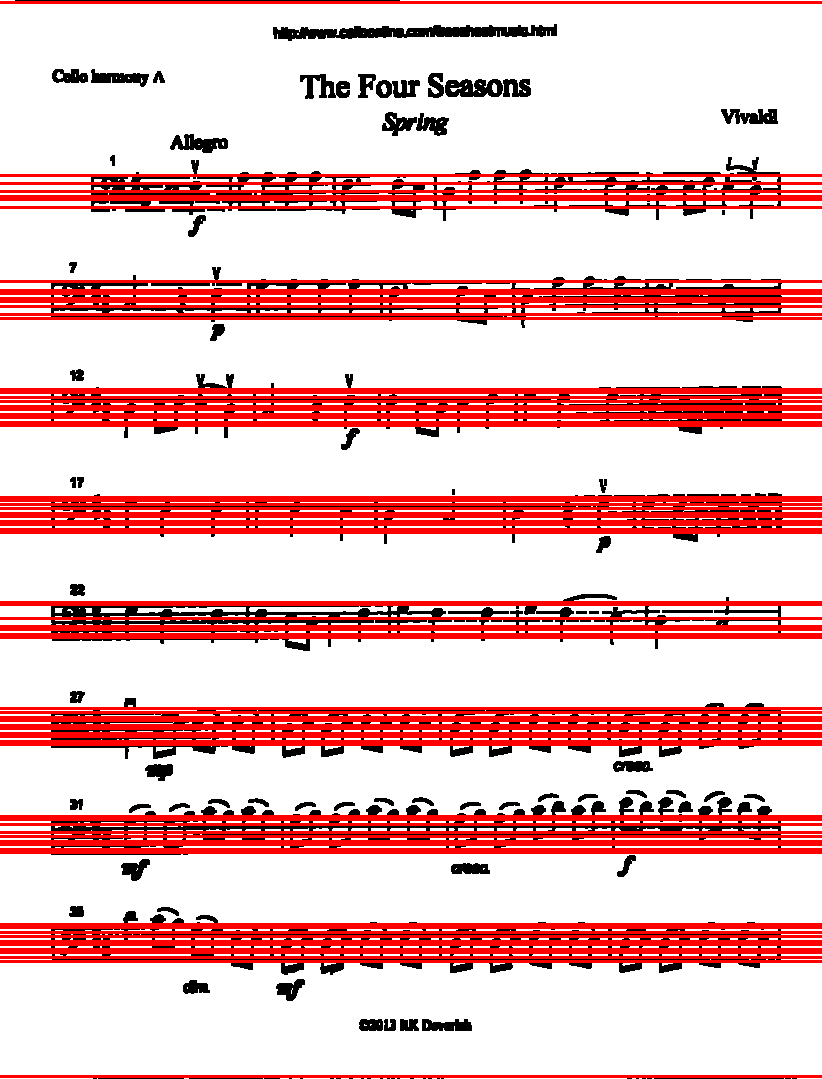 http://www.celloonline.com/freesheetmusic.html
Cello harmony A
The Four Seasons
Spring
Vivaldi
Allegro
1
f
7
p
12
f
17
p
22
27
mp
cresc.
31
mf
cresc.
f
35
dim.
mf
©2013 RK Deverich